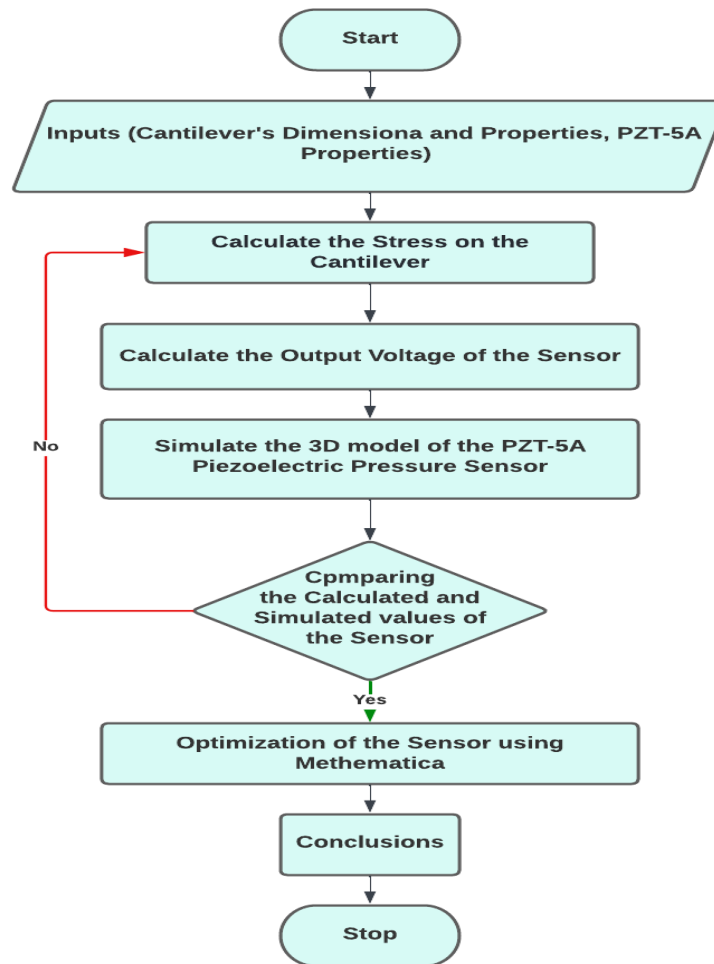 Start
Inputs (Cantilever's Dimensiona and Properties, PZT-5A
Properties)
Calculate the Stress on the
Cantilever
Calculate the Output Voltage of the Sensor
No
Simulate the 3D model of the PZT-5A
Piezoelectric Pressure Sensor
Cpmparing
the Calculated and
Simulated values of
the Sensor
Yes
Optimization of the Sensor using
Methematica
Conclusions
Stop